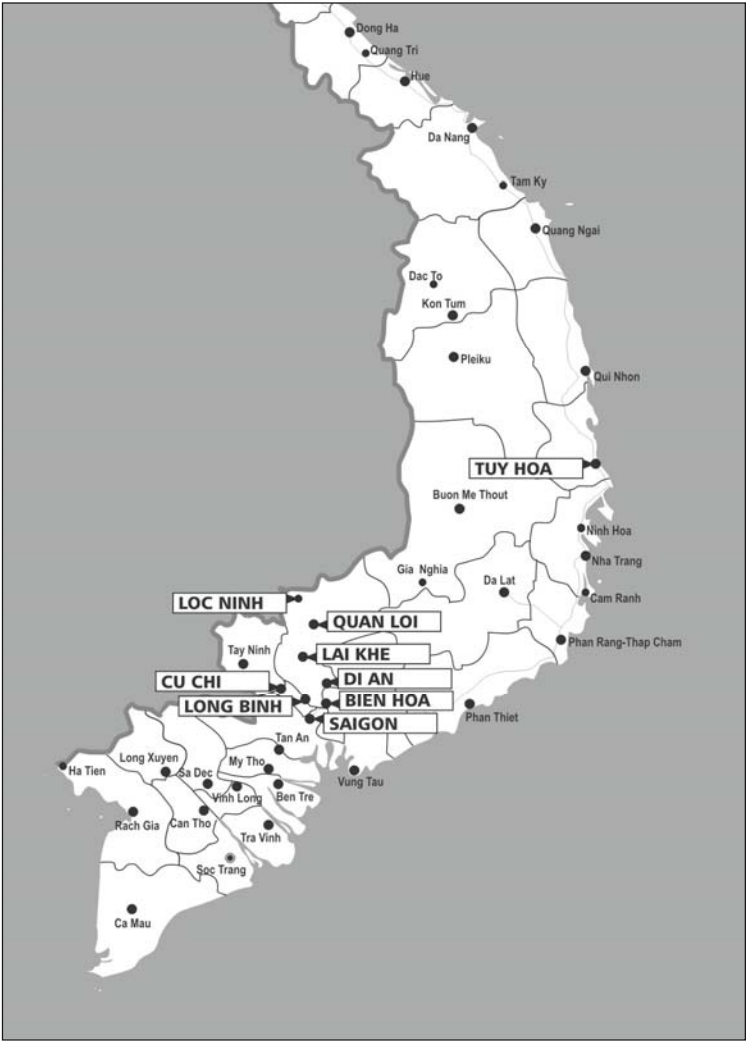 Dong Ha
Quang Tri
Hue
Da Nang
Tam Ky
Quang Ngai
Dac To
Kon Tum
Pleiku
Qui Nhon
TUY HOA
Buon Me Thout
Ninh Hoa
Nha Trang
Gia Nghia
Da Lat
Cam Ranh
LOC NINH
QUAN LOI
Phan Rang-Thap Cham
Tay Ninh
LAI KHE
CU CHI
DI AN
LONG BINH
BIEN HOA
Phan Thiet
SAIGON
Tan An
Long Xuyen
My Tho
Ha Tien
Sa Dec
Vung Tau
Vinh Long
Ben Tre
Rach Gia
Can Tho
Tra Vinh
Soc Trang
Ca Mau